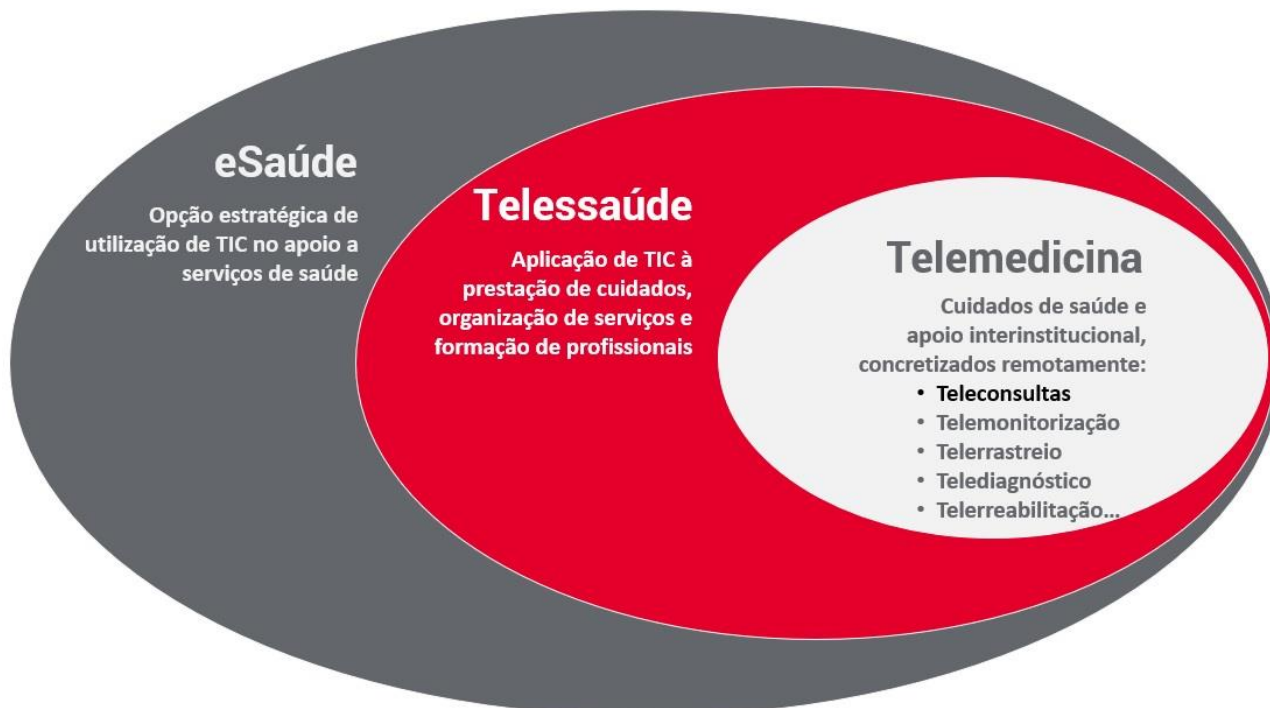 eSaúde
Opção estratégica de
utilização de TIC no apoio a
serviços de saúde
Telessaúde
Aplicação de TIC à
prestação de cuidados,
organização de serviços e
formação de profissionais
Telemedicina
Cuidados de saúde e
apoio interinstitucional,
concretizados remotamente:
• Teleconsultas
• Telemonitorização
• Telerrastreio
• Telediagnóstico
• Telerreabilitação...